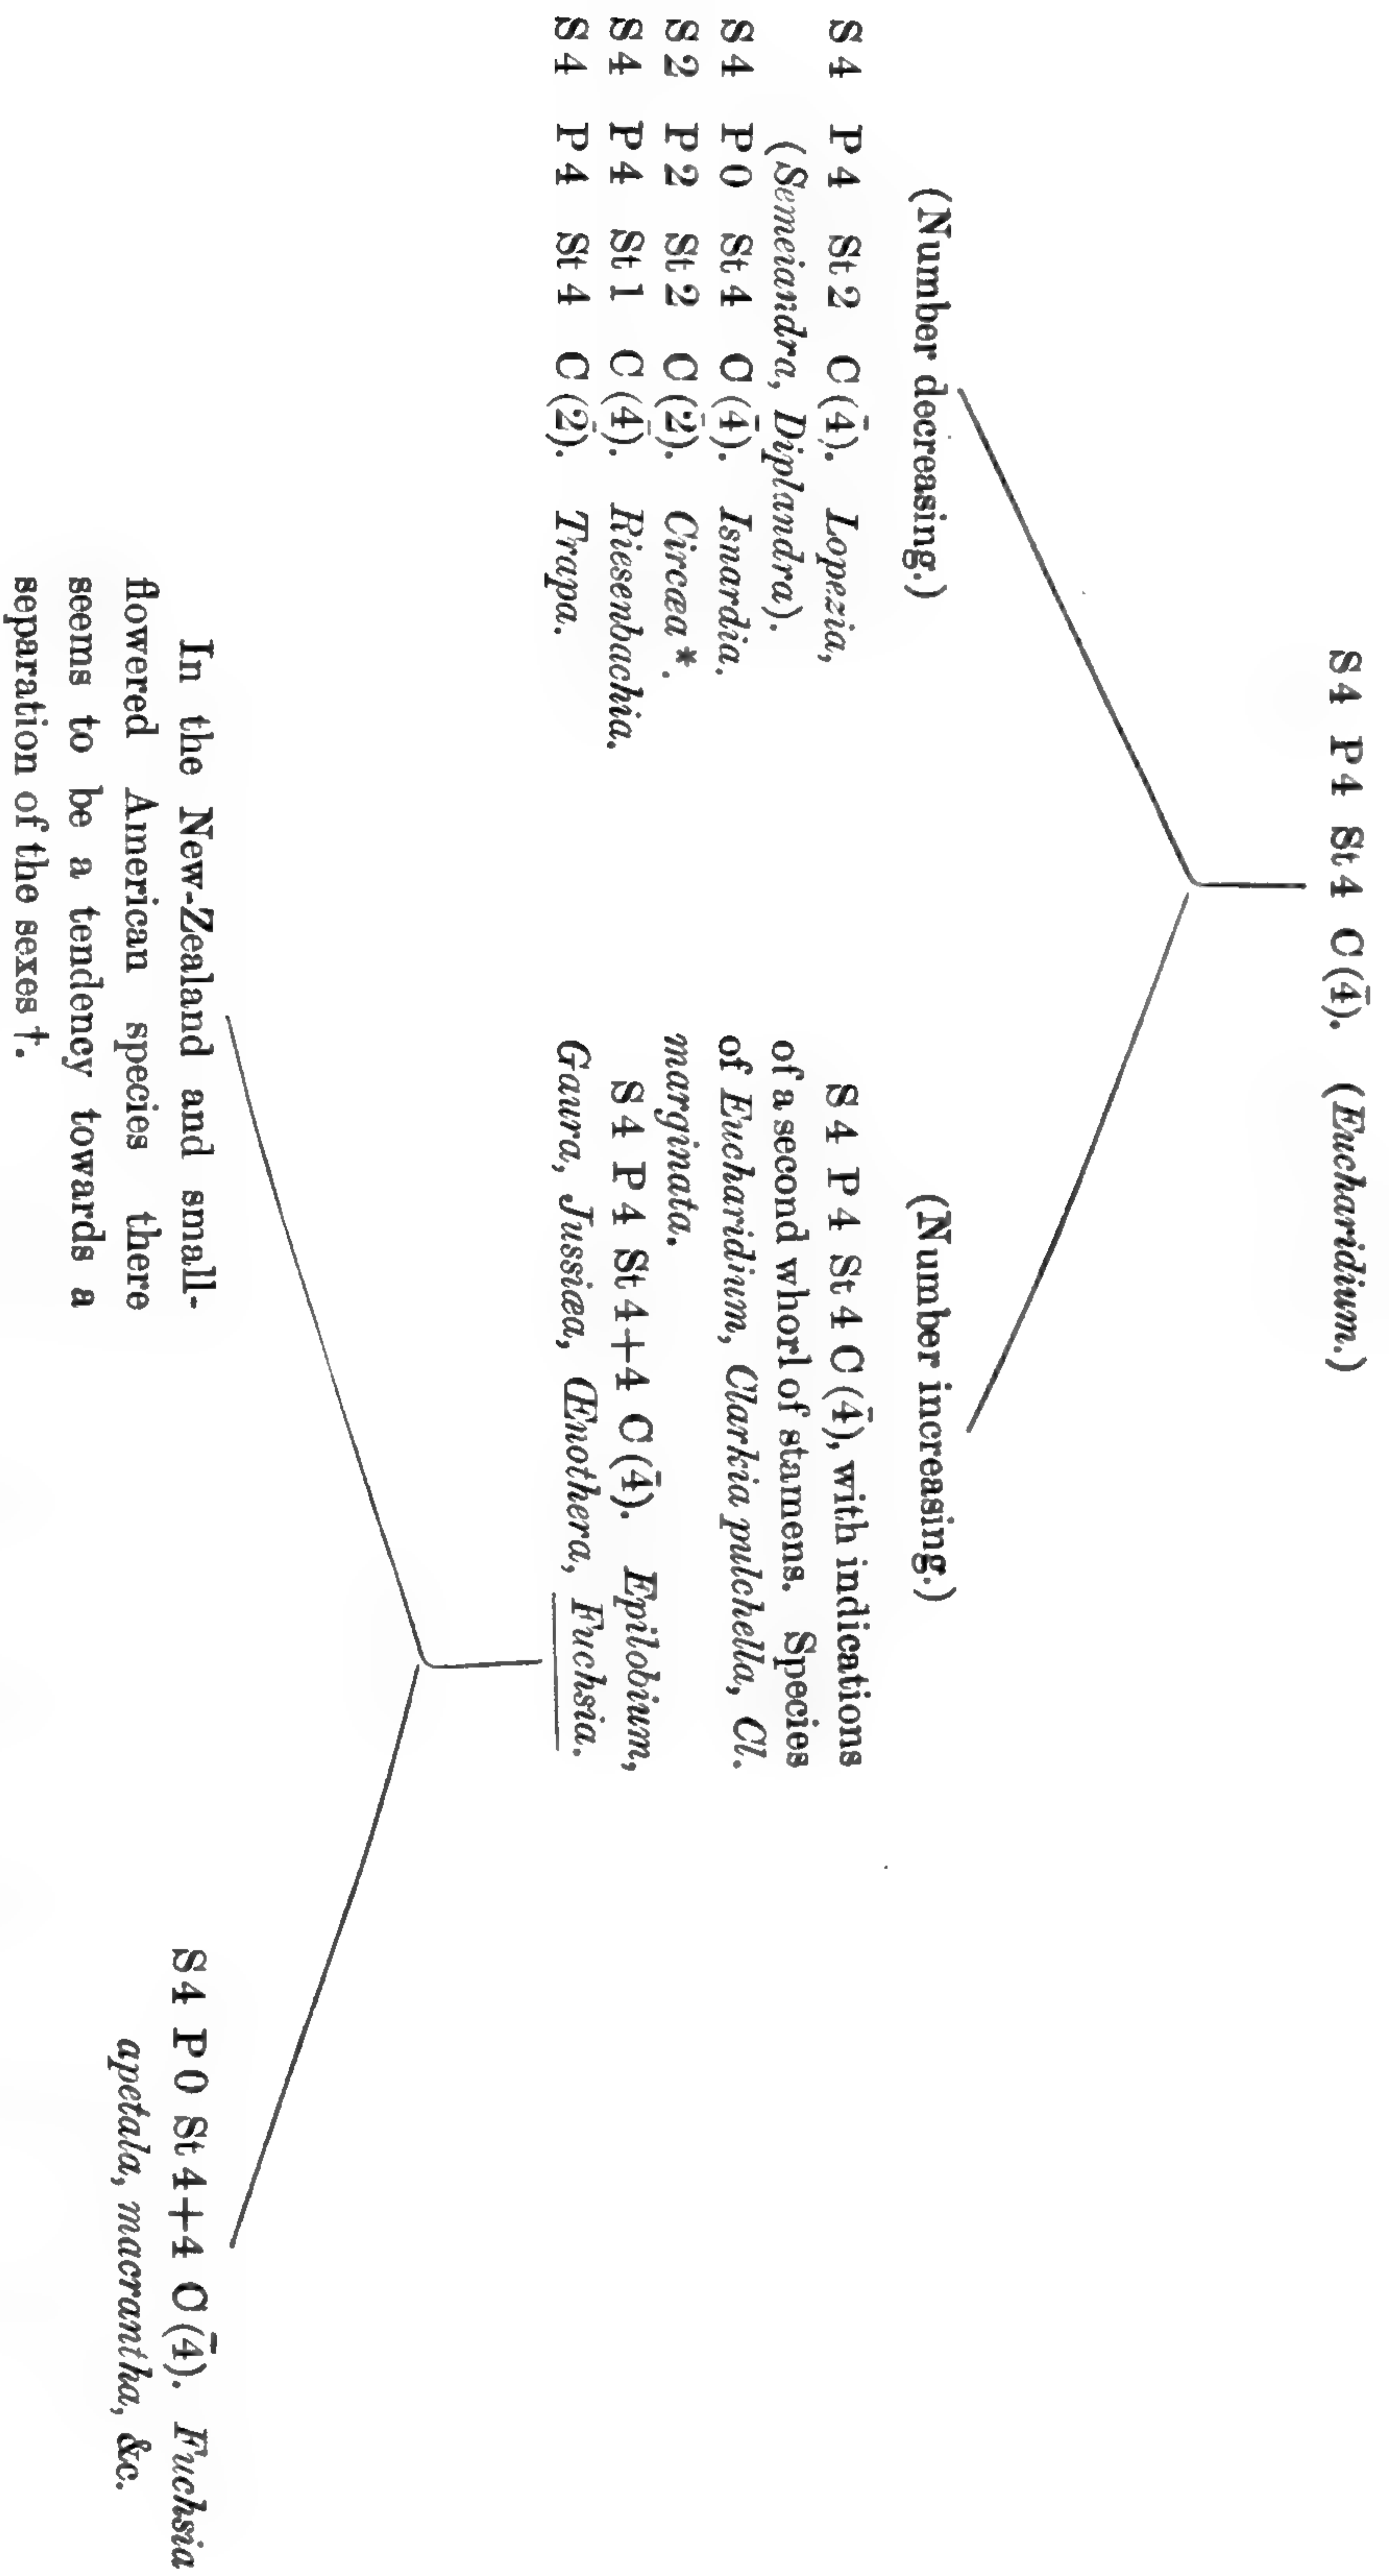 S 4 P 4 St 4 C (4̄). (Eucharidium.)
(Number decreasing.)
S 4 P 4 St 2 C (4̄). Lopezia,
(Semeiandra, Diplandra).
S 4 P 0 St 4 C (4̄). Isnardia.
S 2 P 2 St 2 C (2̄). Circæa *.
S 4 P 4 St 1 C (4̄). Riesenbachia.
S 4 P 4 St 4 C (2̄). Trapa.
(Number increasing.)
S 4 P 4 St 4 C (4̄), with indications
of a second whorl of stamens. Species
of Eucharidium, Clarkia pulchella, Cl.
marginata.
S 4 P 4 St 4+4 C (4̄). Epilobium,
Gaura, Jussiæa, Œnothera, Fuchsia.
In the New-Zealand and small-
flowered American species there
seems to be a tendency towards a
separation of the sexes †.
S 4 P 0 St 4+4 C (4̄). Fuchsia
apetala, macrantha, &c.